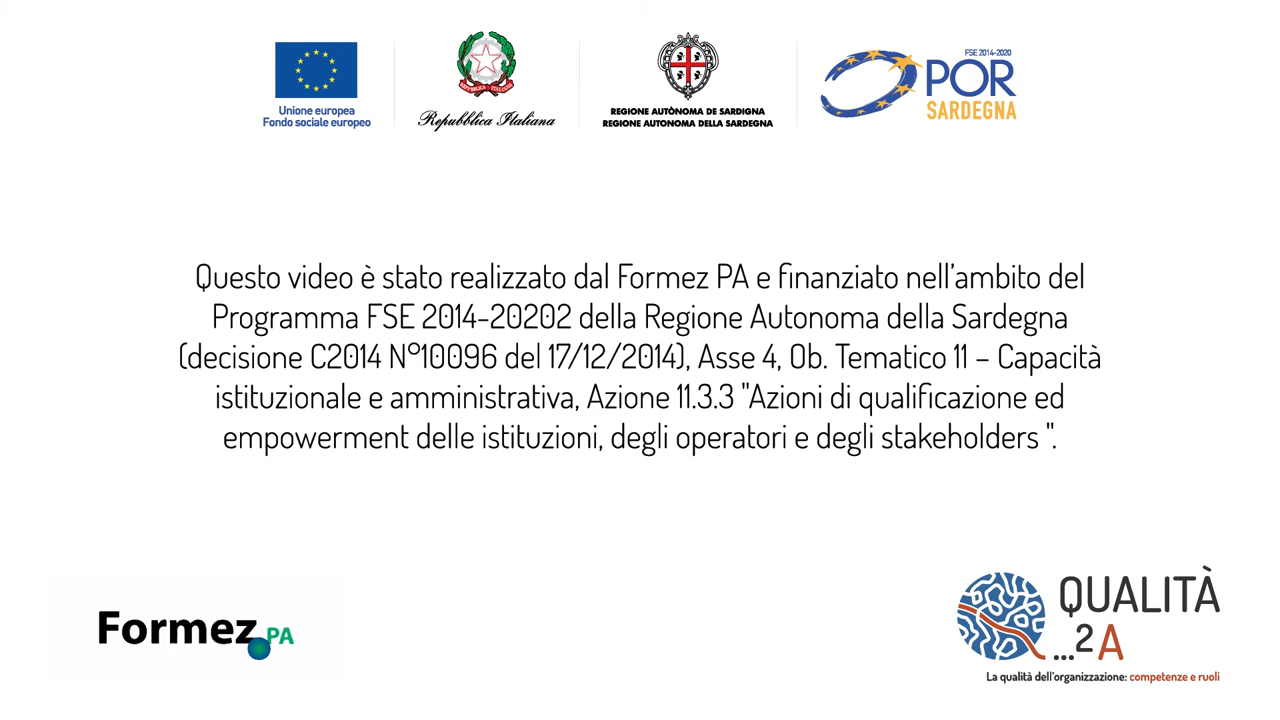 Unione europea
Fondo sociale europeo
REPUBBLICA ITALIANA
Repubblica Italiana
REGIONE AUTÒNOMA DE SARDIGNA
REGIONE AUTONOMA DELLA SARDEGNA
FSE 2014-2020
POR
SARDEGNA
Questo video è stato realizzato dal Formez PA e finanziato nell'ambito del
Programma FSE 2014-20202 della Regione Autonoma della Sardegna
(decisione C2014 N°10096 del 17/12/2014), Asse 4, Ob. Tematico 11 – Capacità
istituzionale e amministrativa, Azione 11.3.3 "Azioni di qualificazione ed
empowerment delle istituzioni, degli operatori e degli stakeholders ".
Formez PA
QUALITÀ
...2 A
La qualità dell'organizzazione: competenze e ruoli